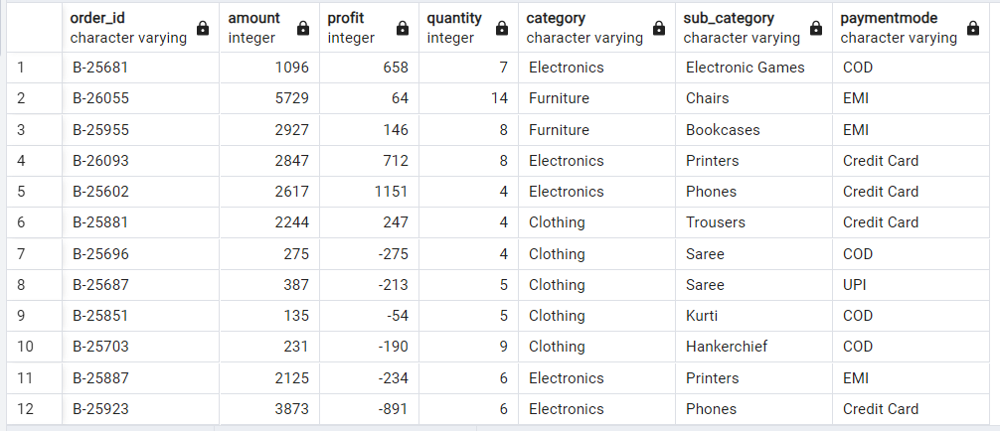 order_id amount profit quantity category sub_category paymentmode
character varying integer integer integer character varying character varying character varying
1 B-25681 1096 658 7 Electronics Electronic Games COD
2 B-26055 5729 64 14 Furniture Chairs EMI
3 B-25955 2927 146 8 Furniture Bookcases EMI
4 B-26093 2847 712 8 Electronics Printers Credit Card
5 B-25602 2617 1151 4 Electronics Phones Credit Card
6 B-25881 2244 247 4 Clothing Trousers Credit Card
7 B-25696 275 -275 4 Clothing Saree COD
8 B-25687 387 -213 5 Clothing Saree UPI
9 B-25851 135 -54 5 Clothing Kurti COD
10 B-25703 231 -190 9 Clothing Hankerchief COD
11 B-25887 2125 -234 6 Electronics Printers EMI
12 B-25923 3873 -891 6 Electronics Phones Credit Card